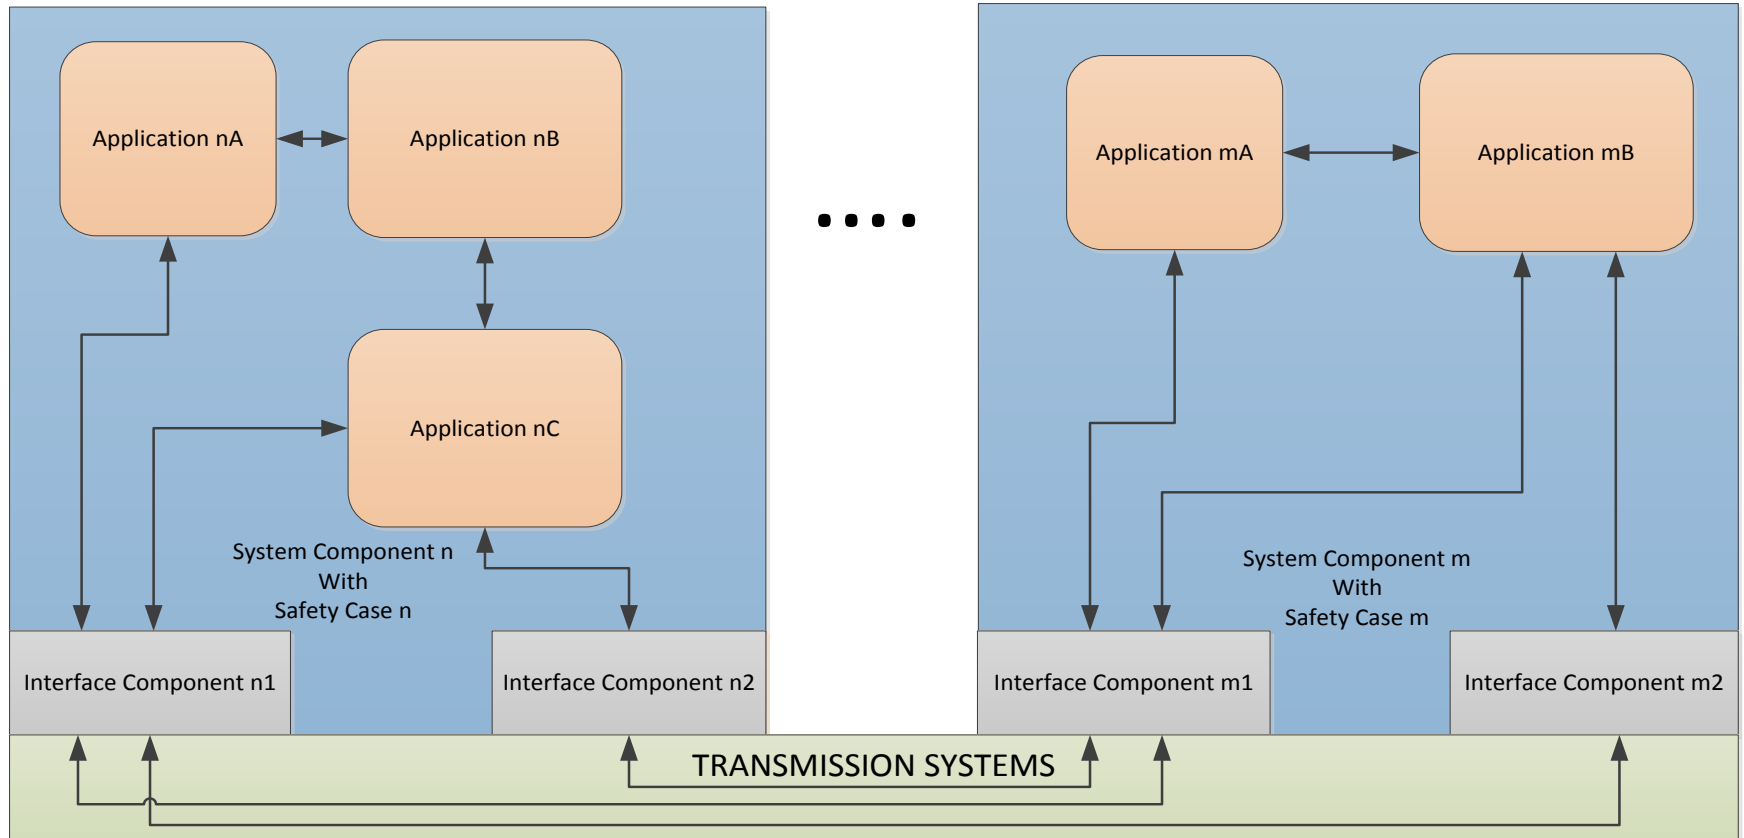 Application nA
Application nB
Application nC
System Component n
With
Safety Case n
Interface Component n1
Interface Component n2
Application mA
Application mB
System Component m
With
Safety Case m
Interface Component m1
Interface Component m2
TRANSMISSION SYSTEMS